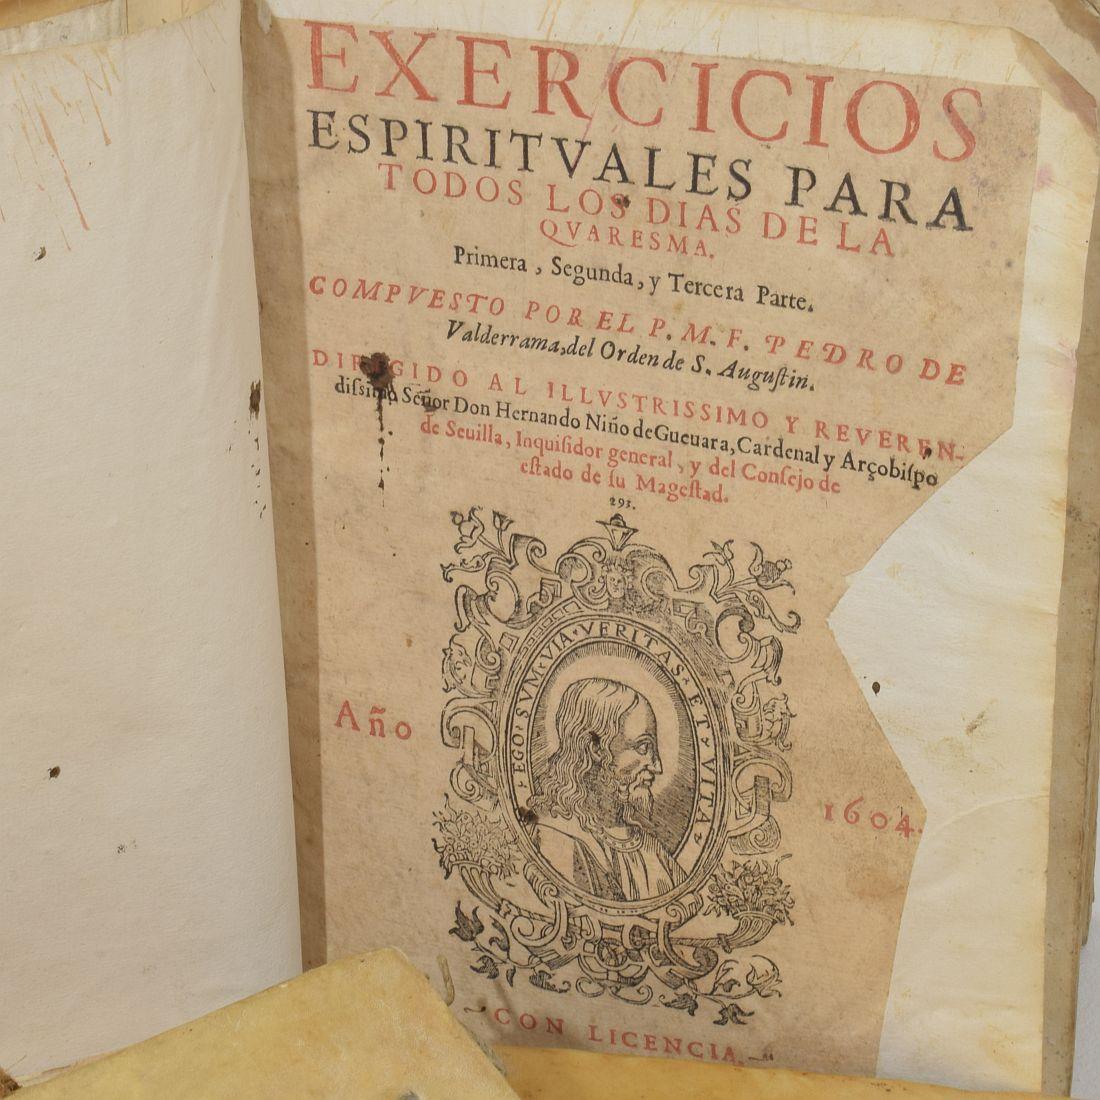 EXERCICIOS
ESPIRITVALES PARA
TODOS LOS DIAS DE LA
QVARESMA.
Primera, Segunda, y Tercera Parte.
COMPVESTO POR EL P. M. F. PEDRO DE
Valderrama, del Orden de S. Auguſtin.
DIRIGIDO AL ILLVSTRISSIMO Y REVEREN-
diſsimo Señor Don Hernando Niño de Gueuara, Cardenal y Arçobiſpo
de Seuilla, Inquiſidor general, y del Conſejo de
eſtado de ſu Mageſtad.
293.
EGO SVM VIA VERITAS ET VITA
Año 1604.
CON LICENCIA.